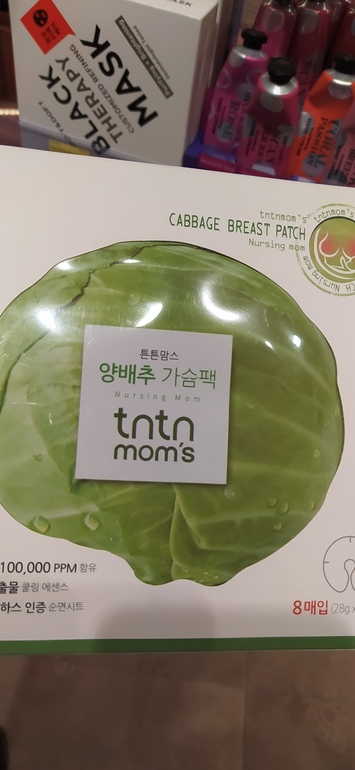 BLACK
THERAPY
CUSTOMIZED REFINING
MASK
tntnmom's
CABBAGE BREAST PATCH
Nursing mom
튼튼맘스
양배추 가슴팩
Nursing Mom
tntn
mom's
100,000 PPM 함유
출물 쿨링 에센스
하스 인증 순면시트
8매입 (28g x